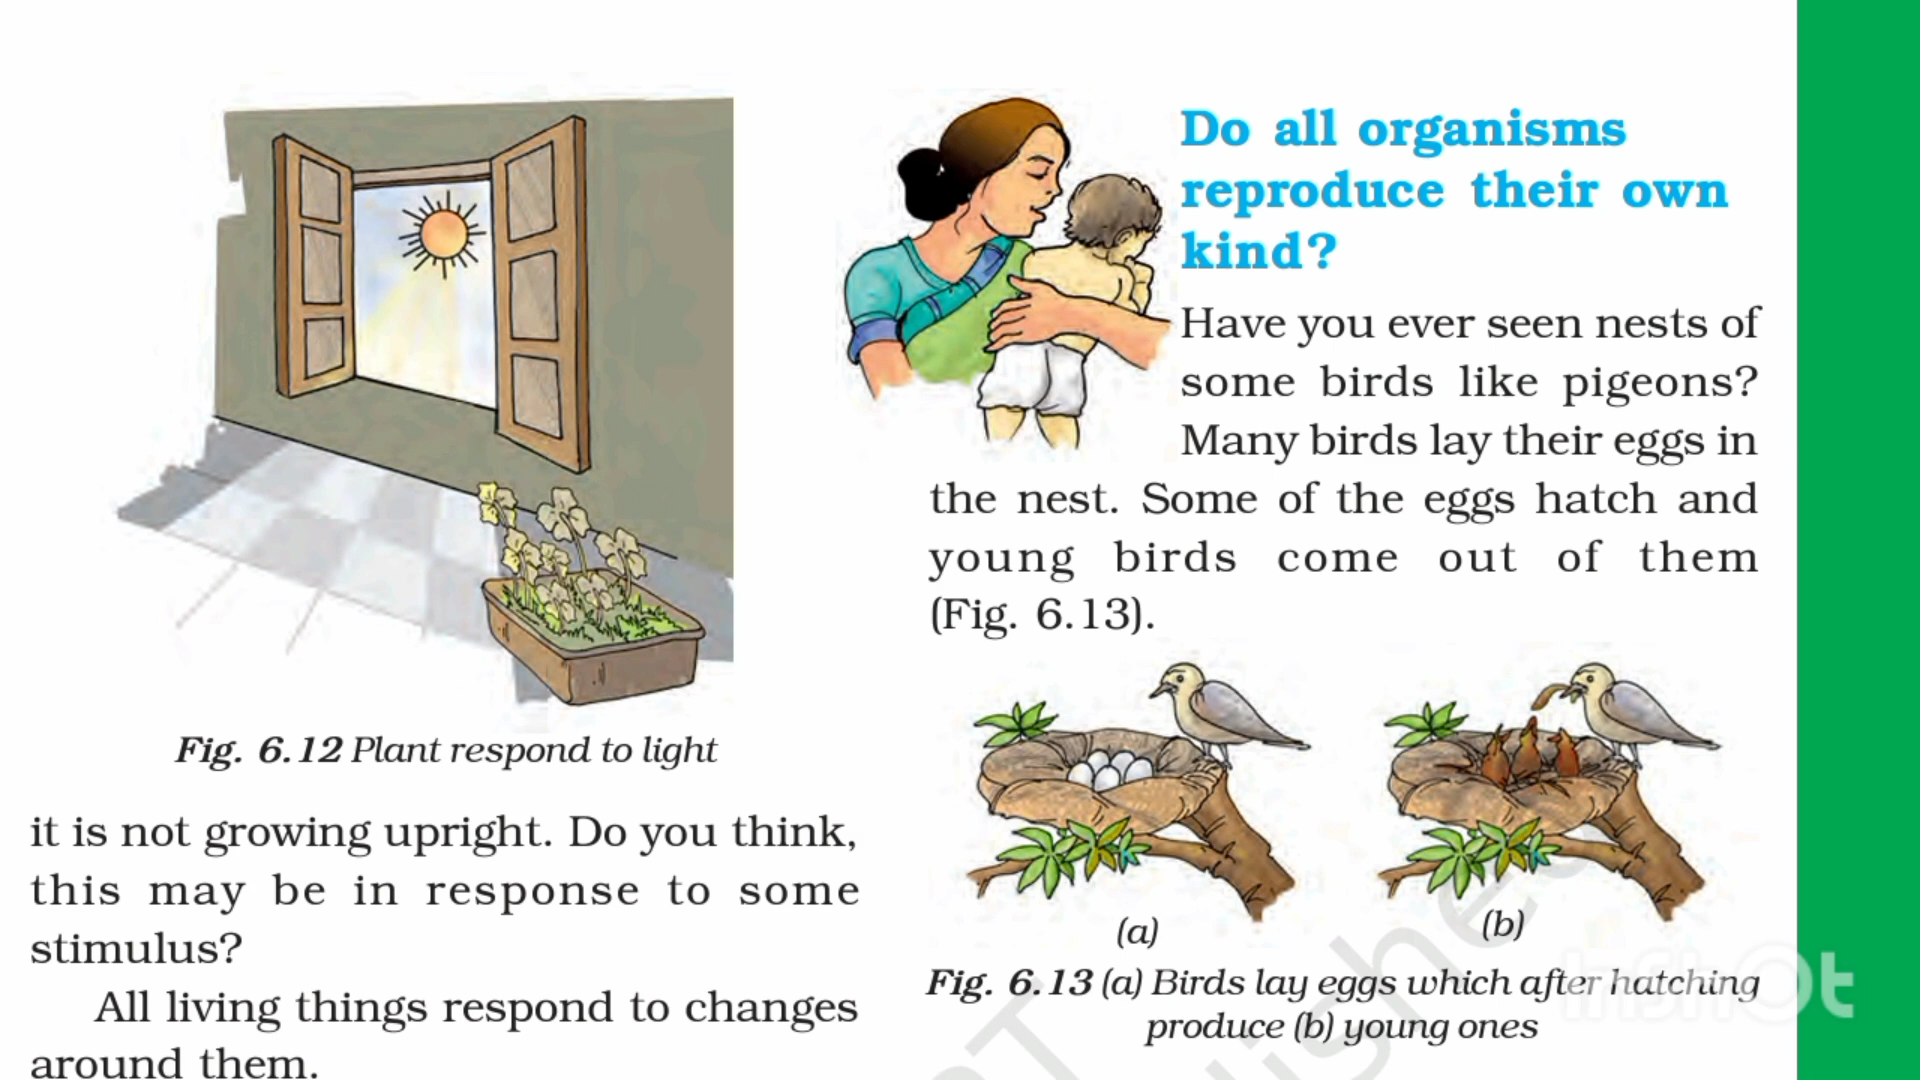 Fig. 6.12 Plant respond to light
it is not growing upright. Do you think,
this may be in response to some
stimulus?
All living things respond to changes
around them.
Do all organisms
reproduce their own
kind?
Have you ever seen nests of
some birds like pigeons?
Many birds lay their eggs in
the nest. Some of the eggs hatch and
young birds come out of them
(Fig. 6.13).
(a)
(b)
Fig. 6.13 (a) Birds lay eggs which after hatching
produce (b) young ones
InShOt